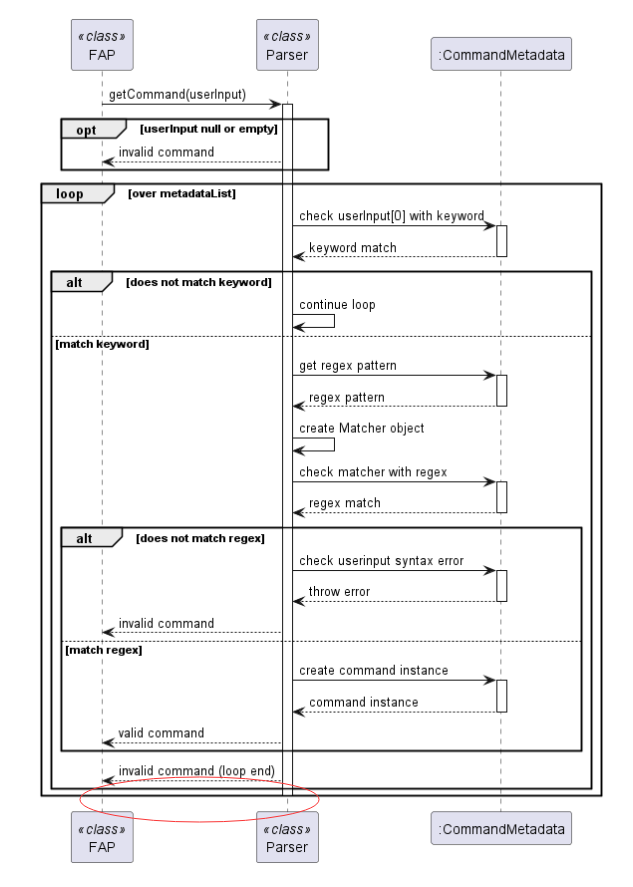 «class»
FAP
«class»
Parser
:CommandMetadata
getCommand(userInput)
opt [userInput null or empty]
invalid command
loop [over metadataList]
check userInput[0] with keyword
keyword match
alt [does not match keyword]
continue loop
[match keyword]
get regex pattern
regex pattern
create Matcher object
check matcher with regex
regex match
alt [does not match regex]
check userinput syntax error
throw error
invalid command
[match regex]
create command instance
command instance
valid command
invalid command (loop end)
«class»
FAP
«class»
Parser
:CommandMetadata